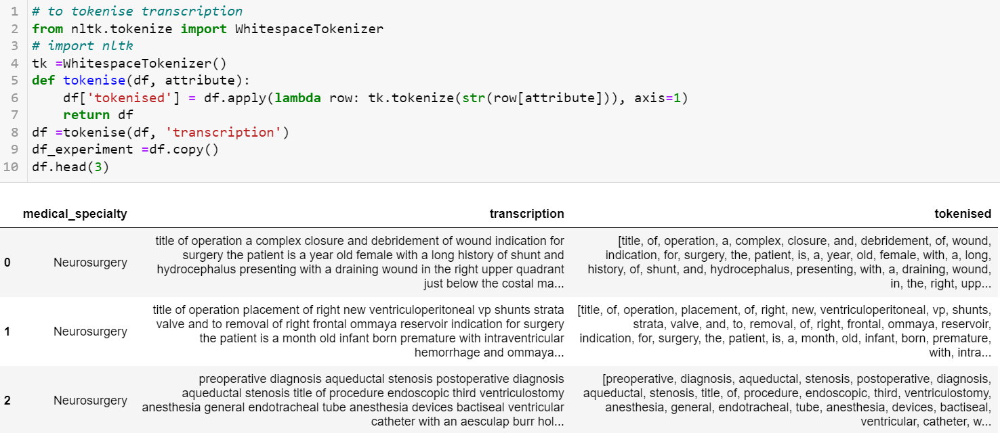 1 # to tokenise transcription
2 from nltk.tokenize import WhitespaceTokenizer
3 # import nltk
4 tk =WhitespaceTokenizer()
5 def tokenise(df, attribute):
6     df['tokenised'] = df.apply(lambda row: tk.tokenize(str(row[attribute])), axis=1)
7     return df
8 df =tokenise(df, 'transcription')
9 df_experiment =df.copy()
10 df.head(3)
medical_specialty transcription tokenised
0 Neurosurgery
title of operation a complex closure and debridement of wound indication for
surgery the patient is a year old female with a long history of shunt and
hydrocephalus presenting with a draining wound in the right upper quadrant
just below the costal ma...
[title, of, operation, a, complex, closure, and, debridement, of, wound,
indication, for, surgery, the, patient, is, a, year, old, female, with, a, long,
history, of, shunt, and, hydrocephalus, presenting, with, a, draining, wound,
in, the, right, upp...
1 Neurosurgery
title of operation placement of right new ventriculoperitoneal vp shunts strata
valve and to removal of right frontal ommaya reservoir indication for surgery
the patient is a month old infant born premature with intraventricular
hemorrhage and ommaya...
[title, of, operation, placement, of, right, new, ventriculoperitoneal, vp, shunts,
strata, valve, and, to, removal, of, right, frontal, ommaya, reservoir,
indication, for, surgery, the, patient, is, a, month, old, infant, born, premature,
with, intra...
2 Neurosurgery
preoperative diagnosis aqueductal stenosis postoperative diagnosis
aqueductal stenosis title of procedure endoscopic third ventriculostomy
anesthesia general endotracheal tube anesthesia devices bactiseal ventricular
catheter with an aesculap burr hol...
[preoperative, diagnosis, aqueductal, stenosis, postoperative, diagnosis,
aqueductal, stenosis, title, of, procedure, endoscopic, third, ventriculostomy,
anesthesia, general, endotracheal, tube, anesthesia, devices, bactiseal,
ventricular, catheter, w...